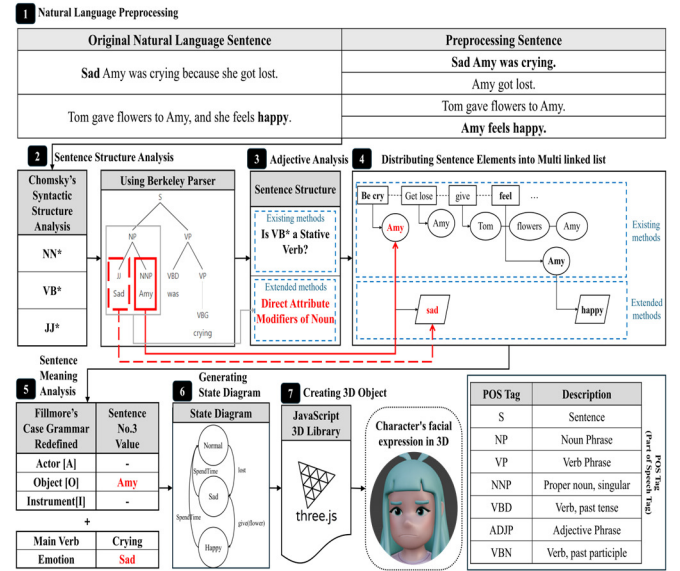 1 Natural Language Preprocessing
Original Natural Language Sentence
Preprocessing Sentence
Sad Amy was crying because she got lost.
Sad Amy was crying.
Amy got lost.
Tom gave flowers to Amy, and she feels happy.
Tom gave flowers to Amy.
Amy feels happy.
2 Sentence Structure Analysis
Chomsky's
Syntactic
Structure
Analysis
NN*
VB*
JJ*
Using Berkeley Parser
S
NP
VP
JJ
NNP
VBD
VP
Sad
Amy
was
VBG
crying
3 Adjective Analysis
Sentence Structure
Existing methods
Is VB* a Stative
Verb?
Extended methods
Direct Attribute
Modifiers of Noun
4 Distributing Sentence Elements into Multi linked list
Be cry
Get lose
give
feel
...
Amy
Amy
Tom
flowers
Amy
Amy
Existing
methods
sad
happy
Extended
methods
Sentence
Meaning
5 Analysis
Fillmore's
Case Grammar
Redefined
Sentence
No.3
Value
Actor [A]
-
Object [O]
Amy
Instrument[I]
-
+
Main Verb
Crying
Emotion
Sad
6 Generating
State Diagram
State Diagram
Normal
SpendTime
lost
Sad
SpendTime
give(flower)
Happy
7 Creating 3D Object
JavaScript
3D Library
three.js
Character's facial
expression in 3D
POS Tag
Description
S
Sentence
NP
Noun Phrase
VP
Verb Phrase
NNP
Proper noun, singular
VBD
Verb, past tense
ADJP
Adjective Phrase
VBN
Verb, past participle
POS Tag
(Part of Speech Tag)